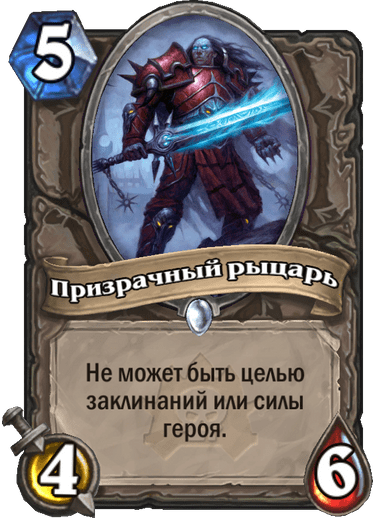 5
Призрачный рыцарь
Не может быть целью
заклинаний или силы
героя.
4
6